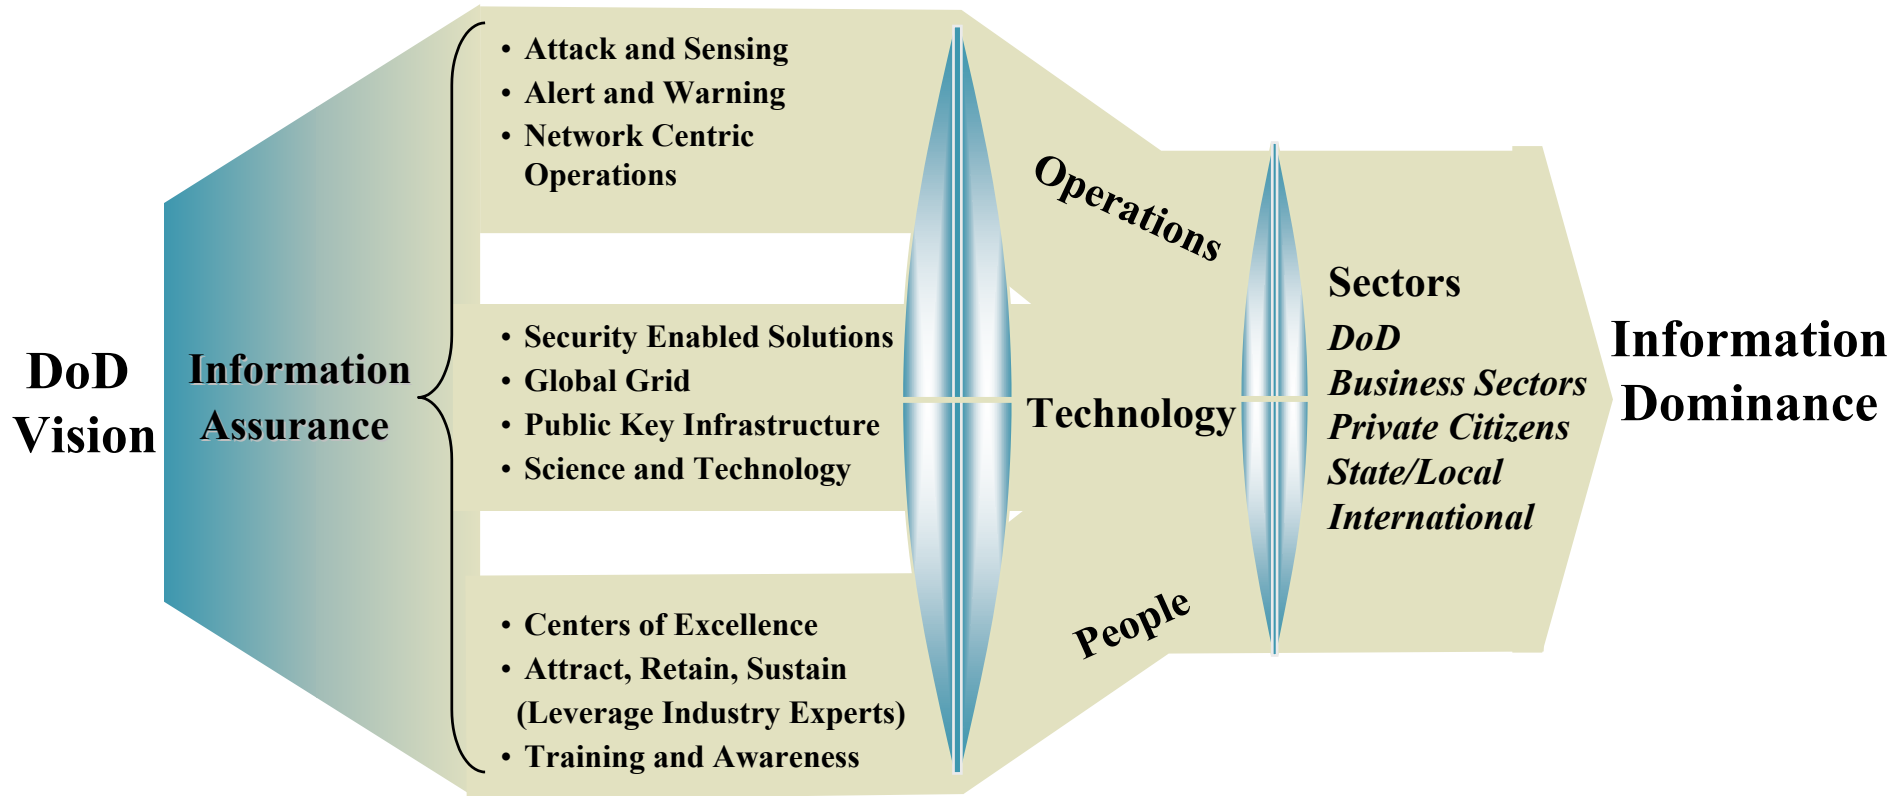 DoD
Vision
Information
Assurance
• Attack and Sensing
• Alert and Warning
• Network Centric
Operations
• Security Enabled Solutions
• Global Grid
• Public Key Infrastructure
• Science and Technology
• Centers of Excellence
• Attract, Retain, Sustain
(Leverage Industry Experts)
• Training and Awareness
Operations
Technology
People
Sectors
DoD
Business Sectors
Private Citizens
State/Local
International
Information
Dominance